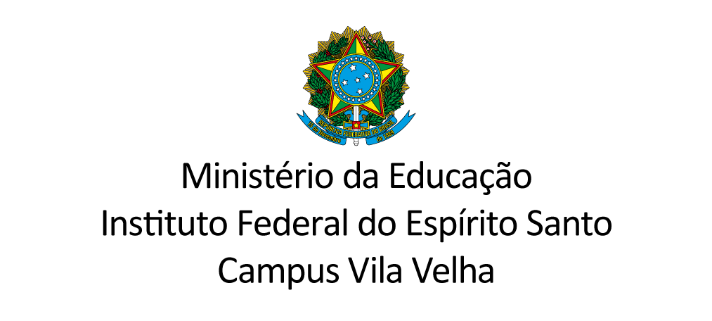 Ministério da Educação
Instituto Federal do Espírito Santo
Campus Vila Velha